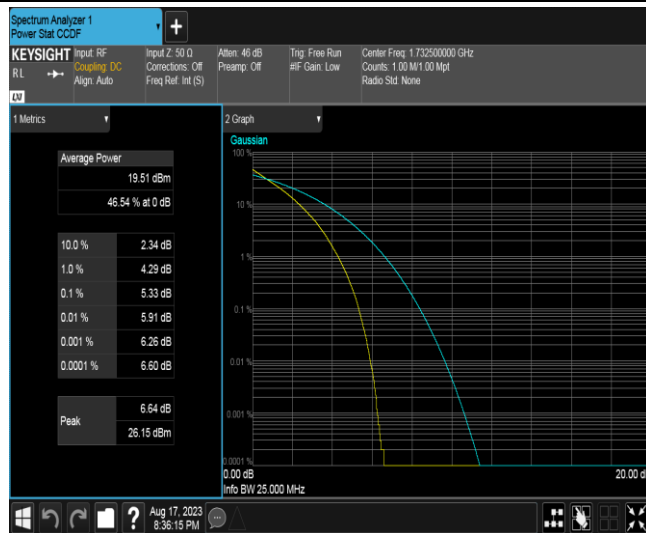 Spectrum Analyzer 1
Power Stat CCDF
+
KEYSIGHT
RL
LXI
Input: RF
Coupling: DC
Align: Auto
Input Z: 50 Ω
Corrections: Off
Freq Ref: Int (S)
Atten: 46 dB
Preamp: Off
Trig: Free Run
#IF Gain: Low
Center Freq: 1.732500000 GHz
Counts: 1.00 M/1.00 Mpt
Radio Std: None
1 Metrics
Average Power
19.51 dBm
46.54 % at 0 dB
10.0 % 2.34 dB
1.0 % 4.29 dB
0.1 % 5.33 dB
0.01 % 5.91 dB
0.001 % 6.26 dB
0.0001 % 6.60 dB
Peak
6.64 dB
26.15 dBm
2 Graph
Gaussian
100 %
10 %
1 %
0.1 %
0.01 %
0.001 %
0.0001 %
0.00 dB 20.00 d
Info BW 25.000 MHz
?
Aug 17, 2023
8:36:15 PM